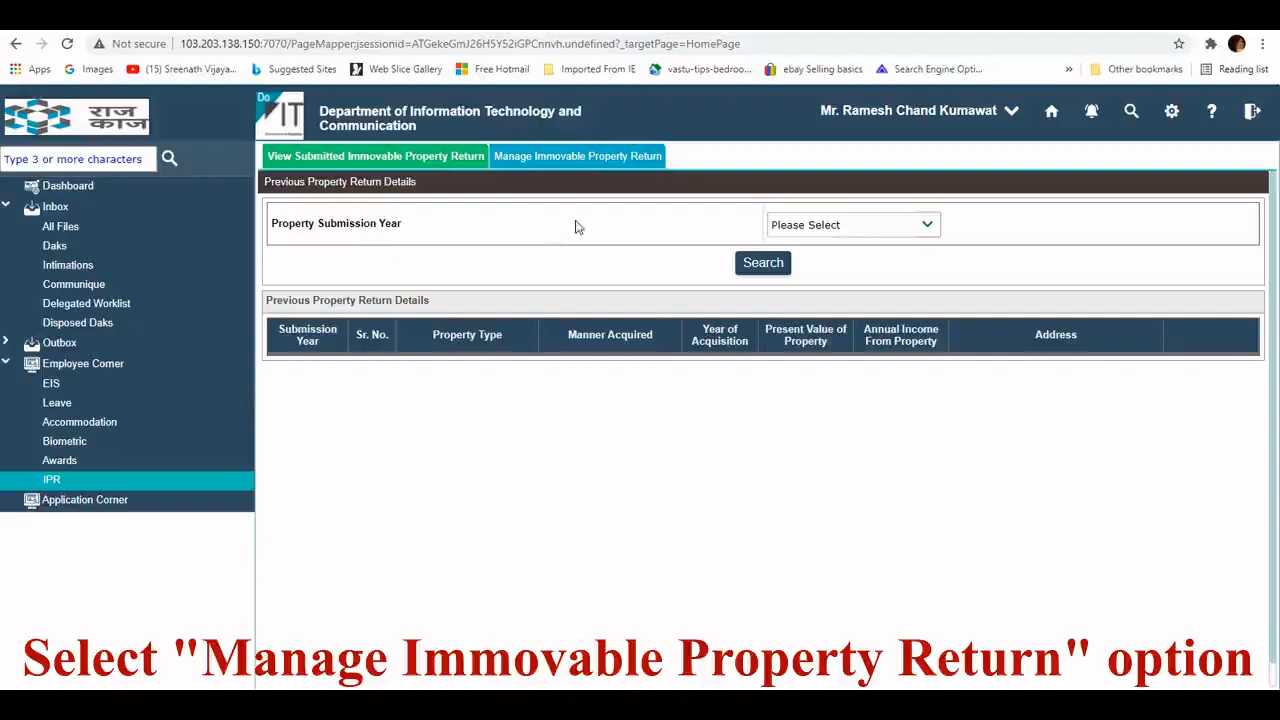 Not secure
103.203.138.150:7070/PageMapper;jsessionid=ATGekeGmJ26H5Y52iGPCnnvh.undefined?_targetPage=HomePage
Apps
Images
(15) Sreenath Vijaya...
Suggested Sites
Web Slice Gallery
Free Hotmail
Imported From IE
vastu-tips-bedroo...
ebay Selling basics
Search Engine Opti...
»
Other bookmarks
Reading list
राज
काज
Do
IT
Department of Information Technology and
Communication
Mr. Ramesh Chand Kumawat
Type 3 or more characters
Dashboard
Inbox
All Files
Daks
Intimations
Communique
Delegated Worklist
Disposed Daks
Outbox
Employee Corner
EIS
Leave
Accommodation
Biometric
Awards
IPR
Application Corner
View Submitted Immovable Property Return
Manage Immovable Property Return
Previous Property Return Details
Property Submission Year
Please Select
Search
Previous Property Return Details
Submission Year
Sr. No.
Property Type
Manner Acquired
Year of Acquisition
Present Value of Property
Annual Income From Property
Address
Select "Manage Immovable Property Return" option